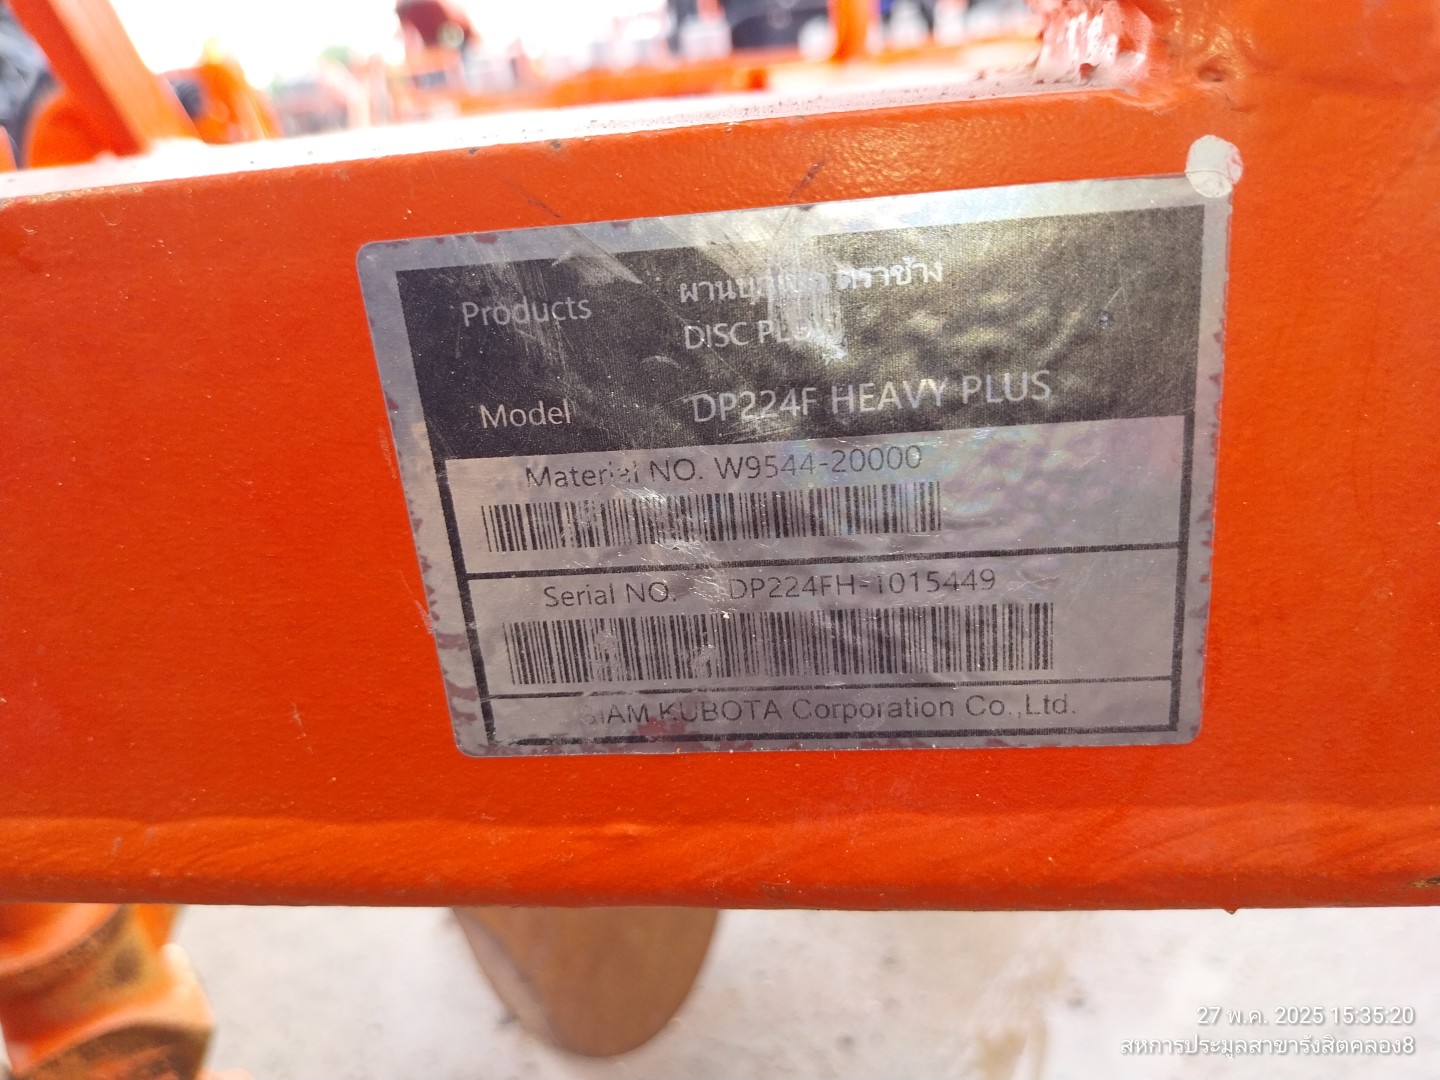 Products
ผานบุกเบิก ตราช้าง
DISC PLOW
Model
DP224F HEAVY PLUS
Material NO. W9544-20000
Serial NO. DP224FH-1015449
SIAM KUBOTA Corporation Co.,Ltd.
27 พ.ค. 2025 15:35:20
สหการประมูลสาขารังสิตคลอง8